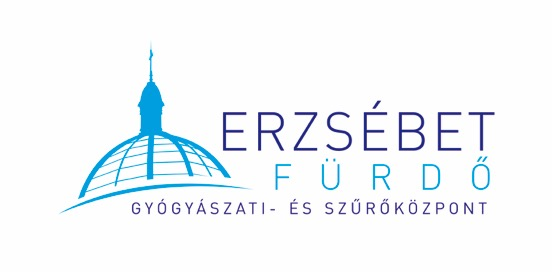 ERZSÉBET
FÜRDŐ
GYÓGYÁSZATI- ÉS SZŰRŐKÖZPONT